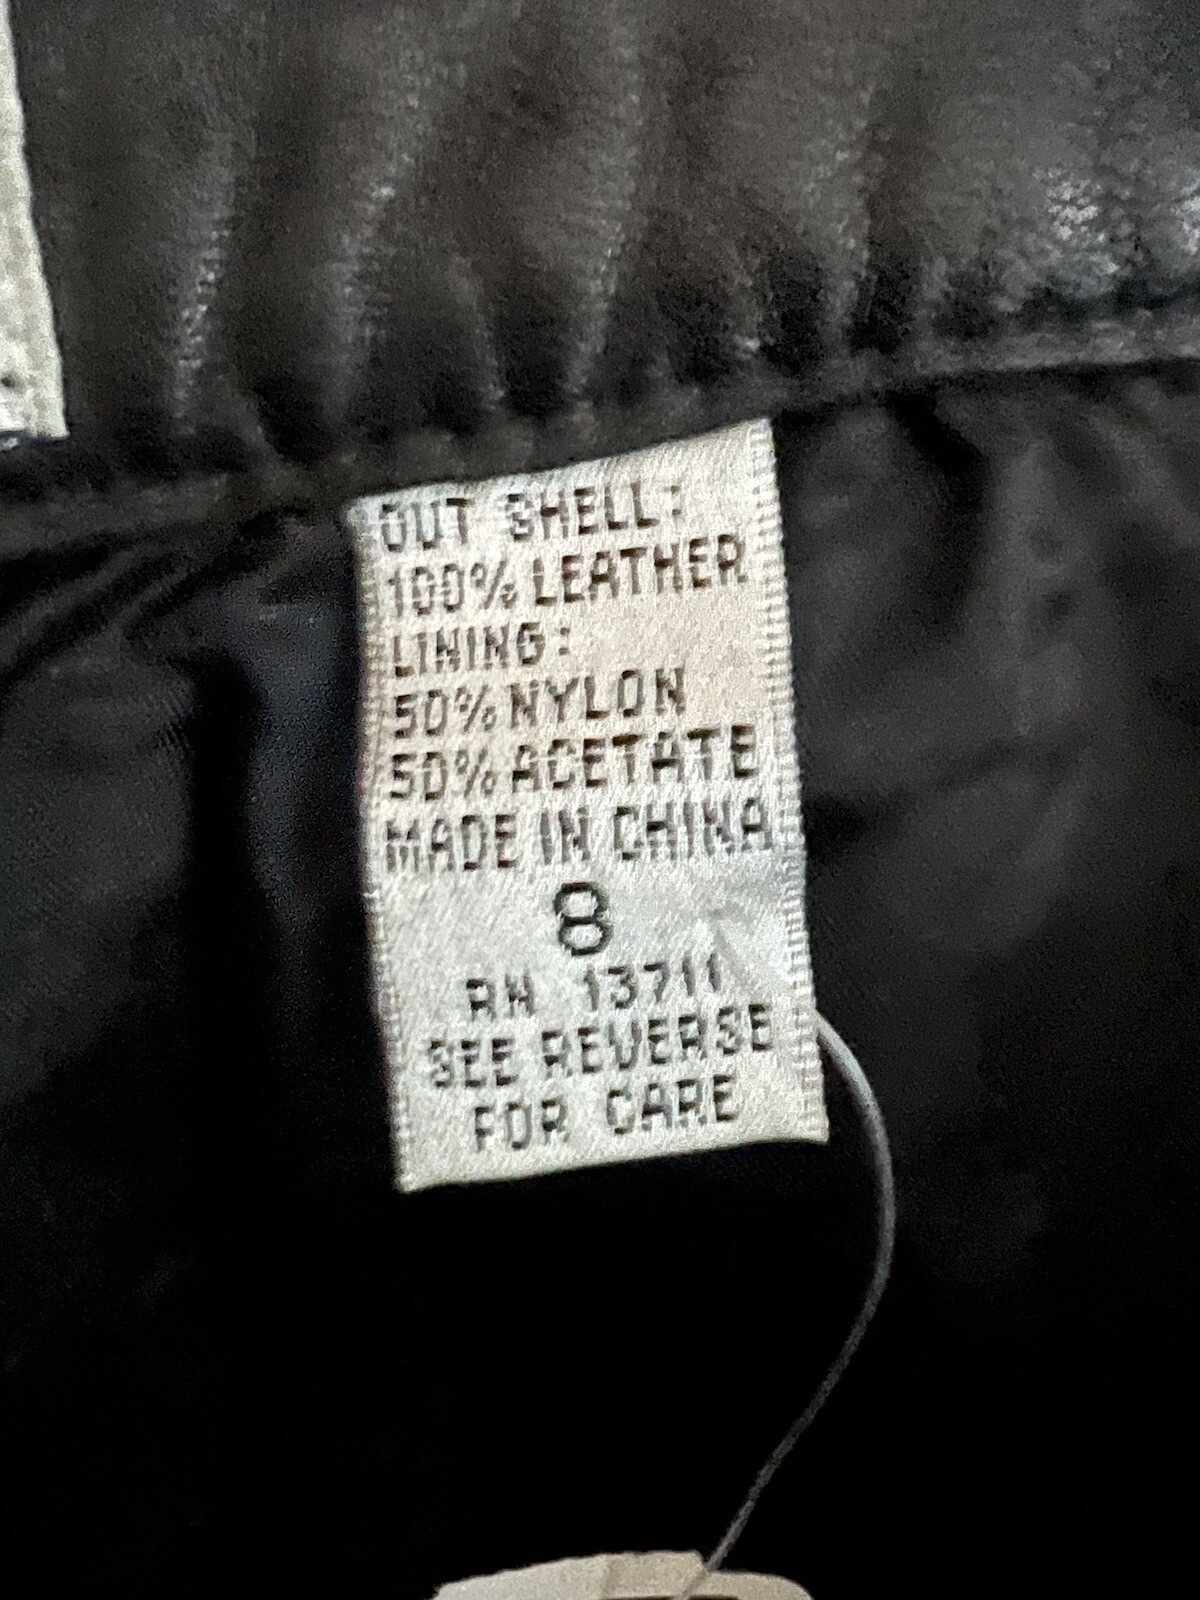 OUT SHELL:
100% LEATHER
LINING:
50% NYLON
50% ACETATE
MADE IN CHINA
8
RN 13711
SEE REVERSE
FOR CARE